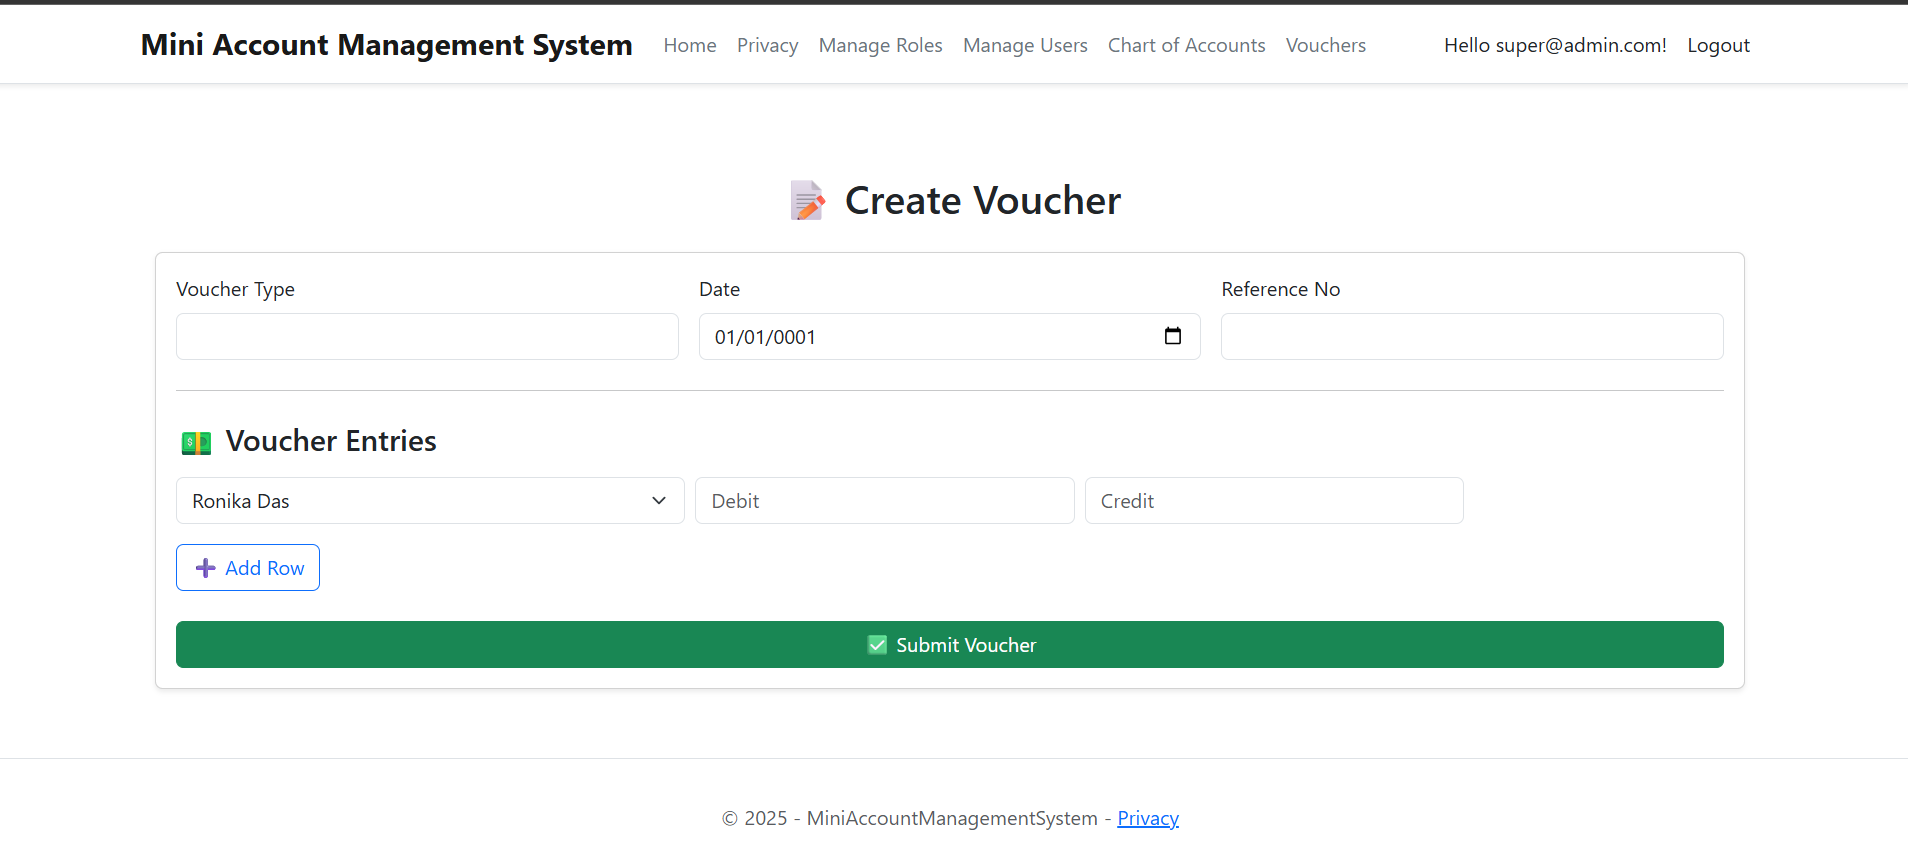 Mini Account Management System Home Privacy Manage Roles Manage Users Chart of Accounts Vouchers Hello super@admin.com! Logout
Create Voucher
Voucher Type Date Reference No
01/01/0001
Voucher Entries
Ronika Das Debit Credit
Add Row
Submit Voucher
© 2025 - MiniAccountManagementSystem - Privacy